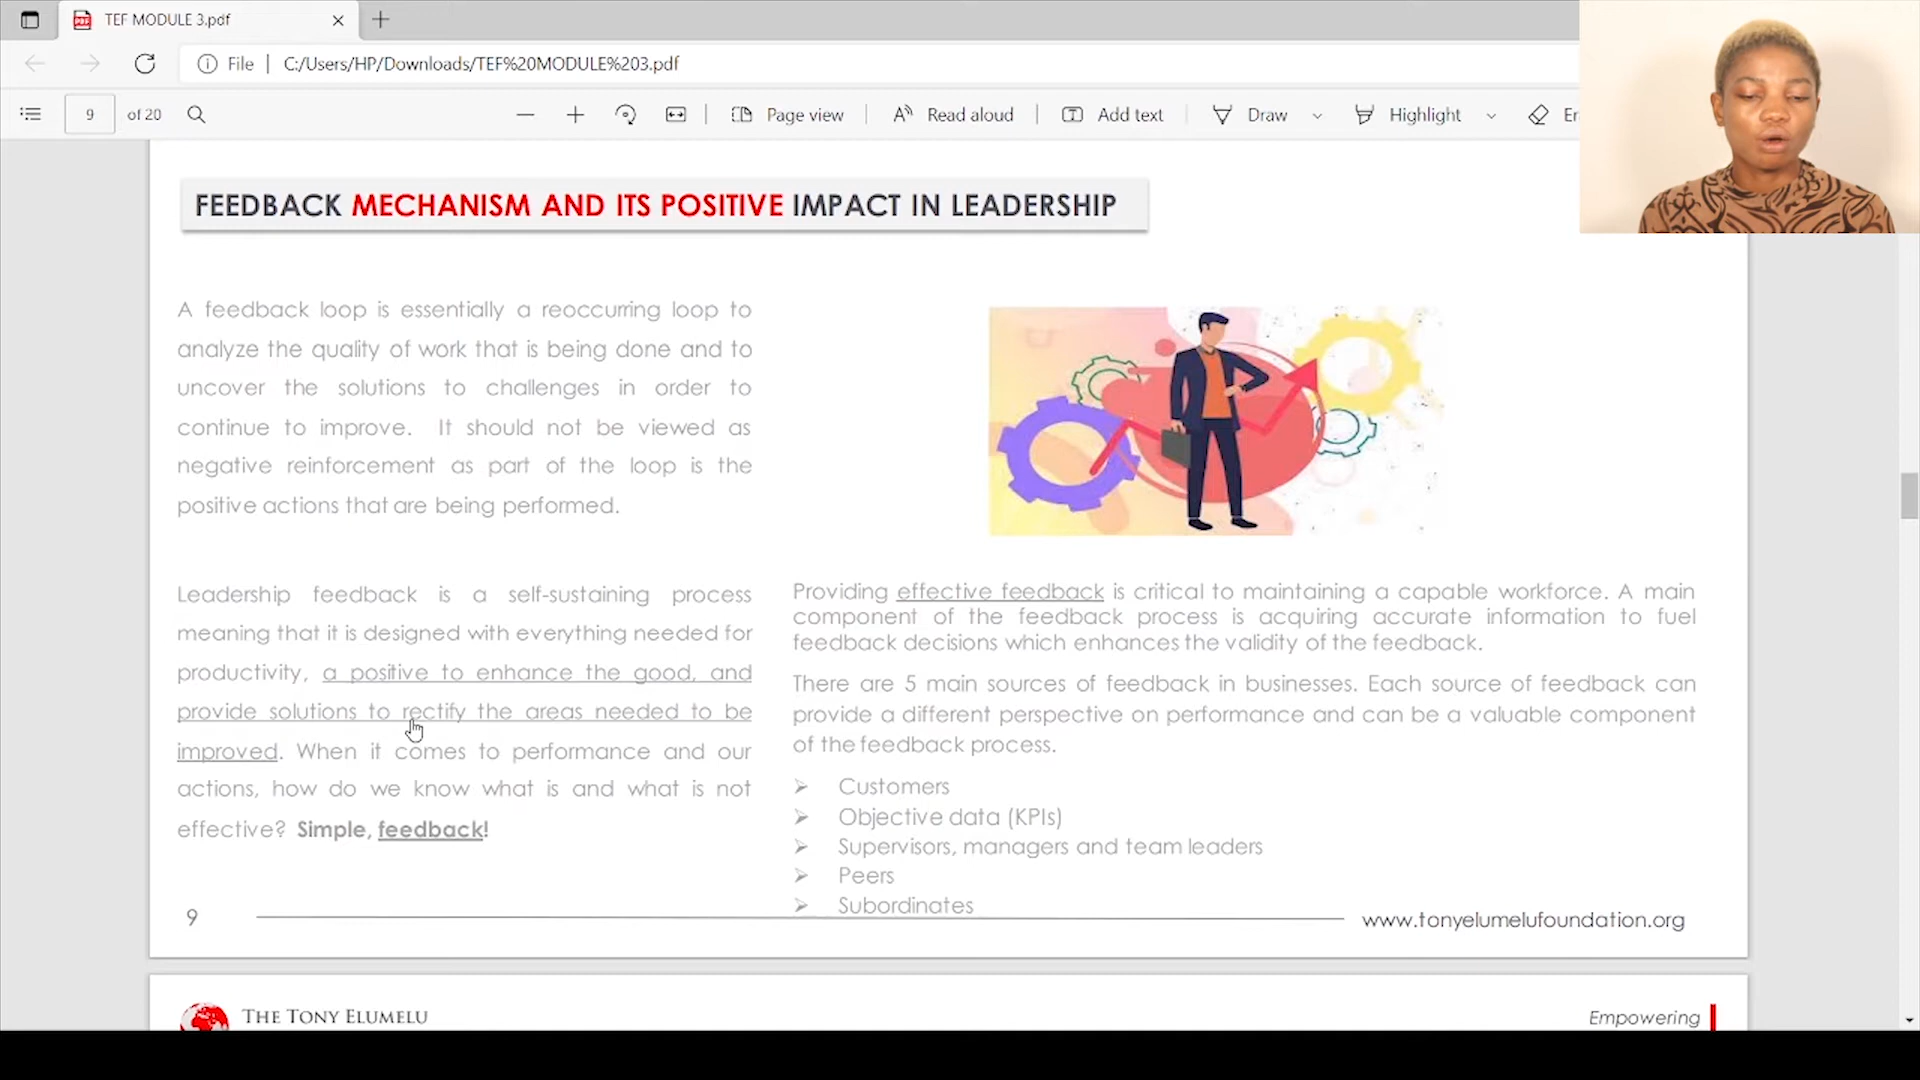 TEF MODULE 3.pdf
File
C:/Users/HP/Downloads/TEF%20MODULE%203.pdf
9 of 20
Page view
Read aloud
Add text
Draw
Highlight
FEEDBACK MECHANISM AND ITS POSITIVE IMPACT IN LEADERSHIP
A feedback loop is essentially a reoccurring loop to
analyze the quality of work that is being done and to
uncover the solutions to challenges in order to
continue to improve. It should not be viewed as
negative reinforcement as part of the loop is the
positive actions that are being performed.
Leadership feedback is a self-sustaining process
meaning that it is designed with everything needed for
productivity, a positive to enhance the good, and
provide solutions to rectify the areas needed to be
improved. When it comes to performance and our
actions, how do we know what is and what is not
effective? Simple, feedback!
Providing effective feedback is critical to maintaining a capable workforce. A main
component of the feedback process is acquiring accurate information to fuel
feedback decisions which enhances the validity of the feedback.
There are 5 main sources of feedback in businesses. Each source of feedback can
provide a different perspective on performance and can be a valuable component
of the feedback process.
➢ Customers
➢ Objective data (KPIs)
➢ Supervisors, managers and team leaders
➢ Peers
➢ Subordinates
9
www.tonyelumelufoundation.org
THE TONY ELUMELU
Empowering